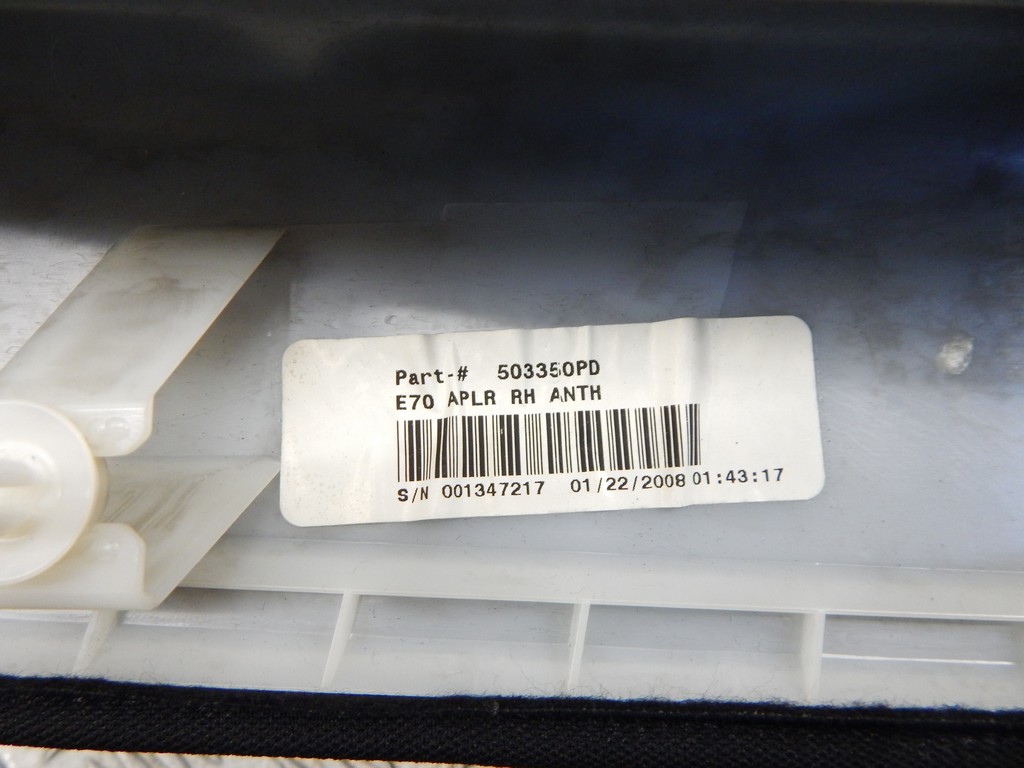 Part-# 503350PD
E70 APLR RH ANTH
S/N 001347217 01/22/2008 01:43:17